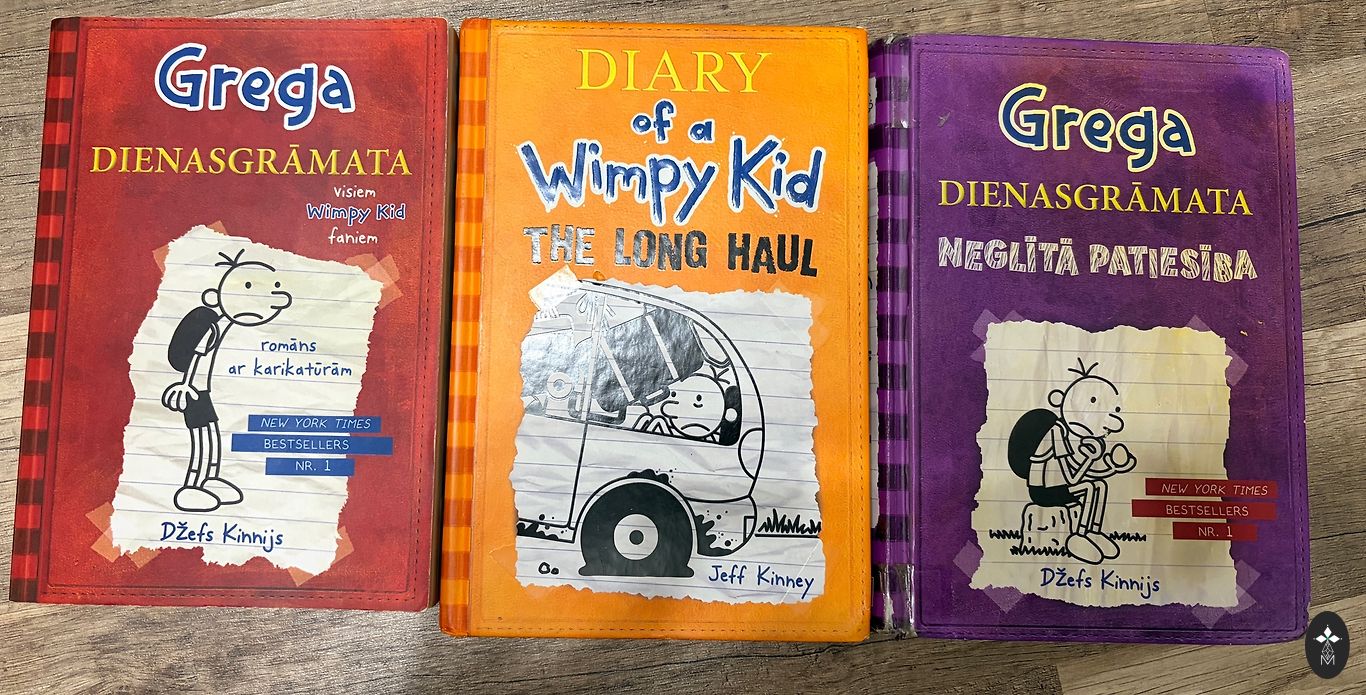 Grega
DIENASGRĀMATA
visiem
Wimpy Kid
faniem
romāns
ar karikatūrām
NEW YORK TIMES
BESTSELLERS
NR. 1
Džefs Kinnijs
DIARY
of a
Wimpy Kid
THE LONG HAUL
Jeff Kinney
Grega
DIENASGRĀMATA
NEGLĪTĀ PATIESĪBA
NEW YORK TIMES
BESTSELLERS
NR. 1
Džefs Kinnijs
M